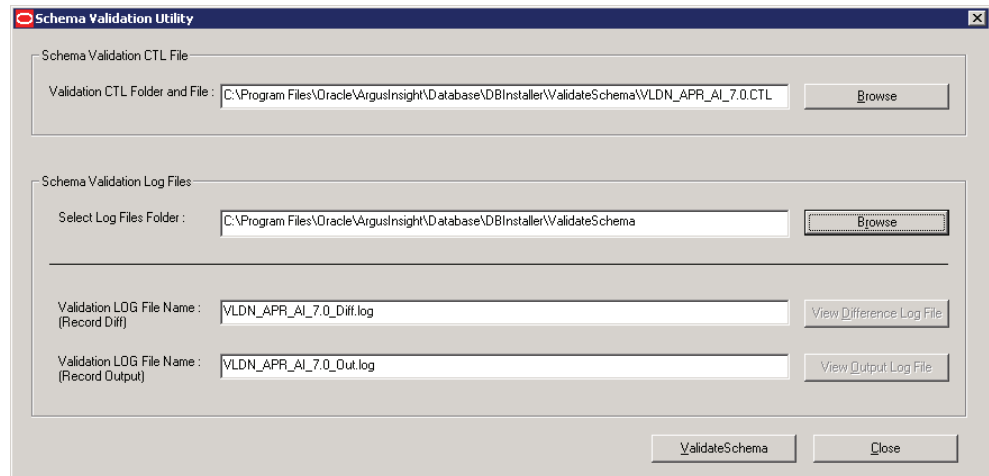 Schema Validation Utility
Schema Validation CTL File
Validation CTL Folder and File : C:\Program Files\Oracle\ArgusInsight\Database\DBInstaller\ValidateSchema\VLDN_APR_AI_7.0.CTL Browse
Schema Validation Log Files
Select Log Files Folder : C:\Program Files\Oracle\ArgusInsight\Database\DBInstaller\ValidateSchema Browse
Validation LOG File Name : VLDN_APR_AI_7.0_Diff.log View Difference Log File
(Record Diff)
Validation LOG File Name : VLDN_APR_AI_7.0_Out.log View Output Log File
(Record Output)
ValidateSchema Close